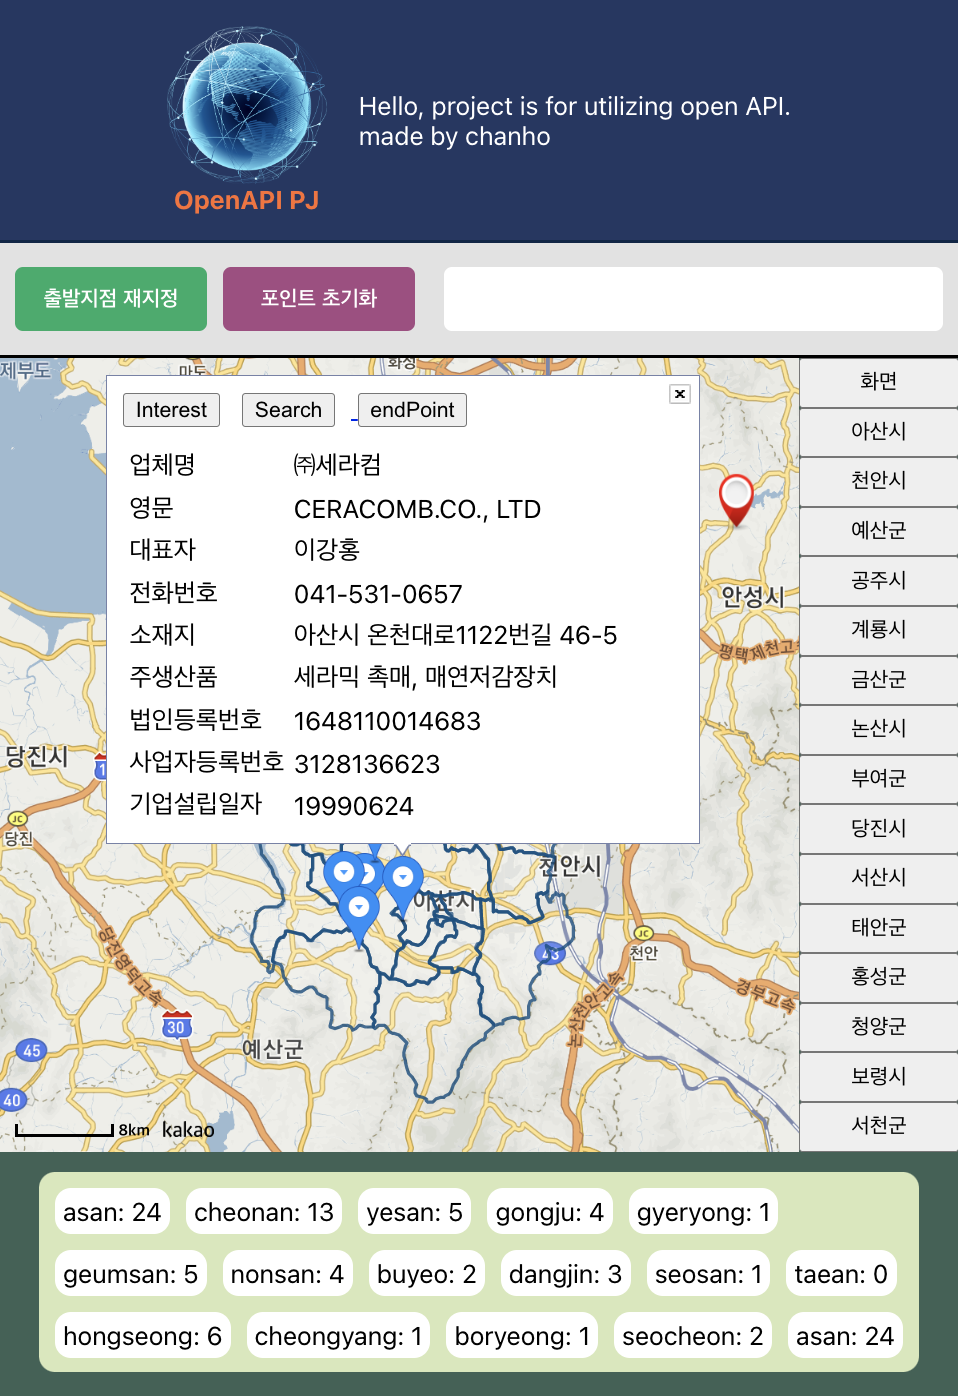 Hello, project is for utilizing open API.
made by chanho
OpenAPI PJ
출발지점 재지정
포인트 초기화
제부도
마도
화성
Interest
Search
endPoint
업체명 ㈜세라컴
영문 CERACOMB.CO., LTD
대표자 이강홍
전화번호 041-531-0657
소재지 아산시 온천대로1122번길 46-5
주생산품 세라믹 촉매, 매연저감장치
법인등록번호 1648110014683
사업자등록번호 3128136623
기업설립일자 19990624
안성시
평택제천고속
당진시
JC
당진
천안시
아산시
당진영덕고속
JC
천안
43
논산천안고속
경부고속
30
예산군
45
40
8km kakao
화면
아산시
천안시
예산군
공주시
계룡시
금산군
논산시
부여군
당진시
서산시
태안군
홍성군
청양군
보령시
서천군
asan: 24 cheonan: 13 yesan: 5 gongju: 4 gyeryong: 1
geumsan: 5 nonsan: 4 buyeo: 2 dangjin: 3 seosan: 1 taean: 0
hongseong: 6 cheongyang: 1 boryeong: 1 seocheon: 2 asan: 24